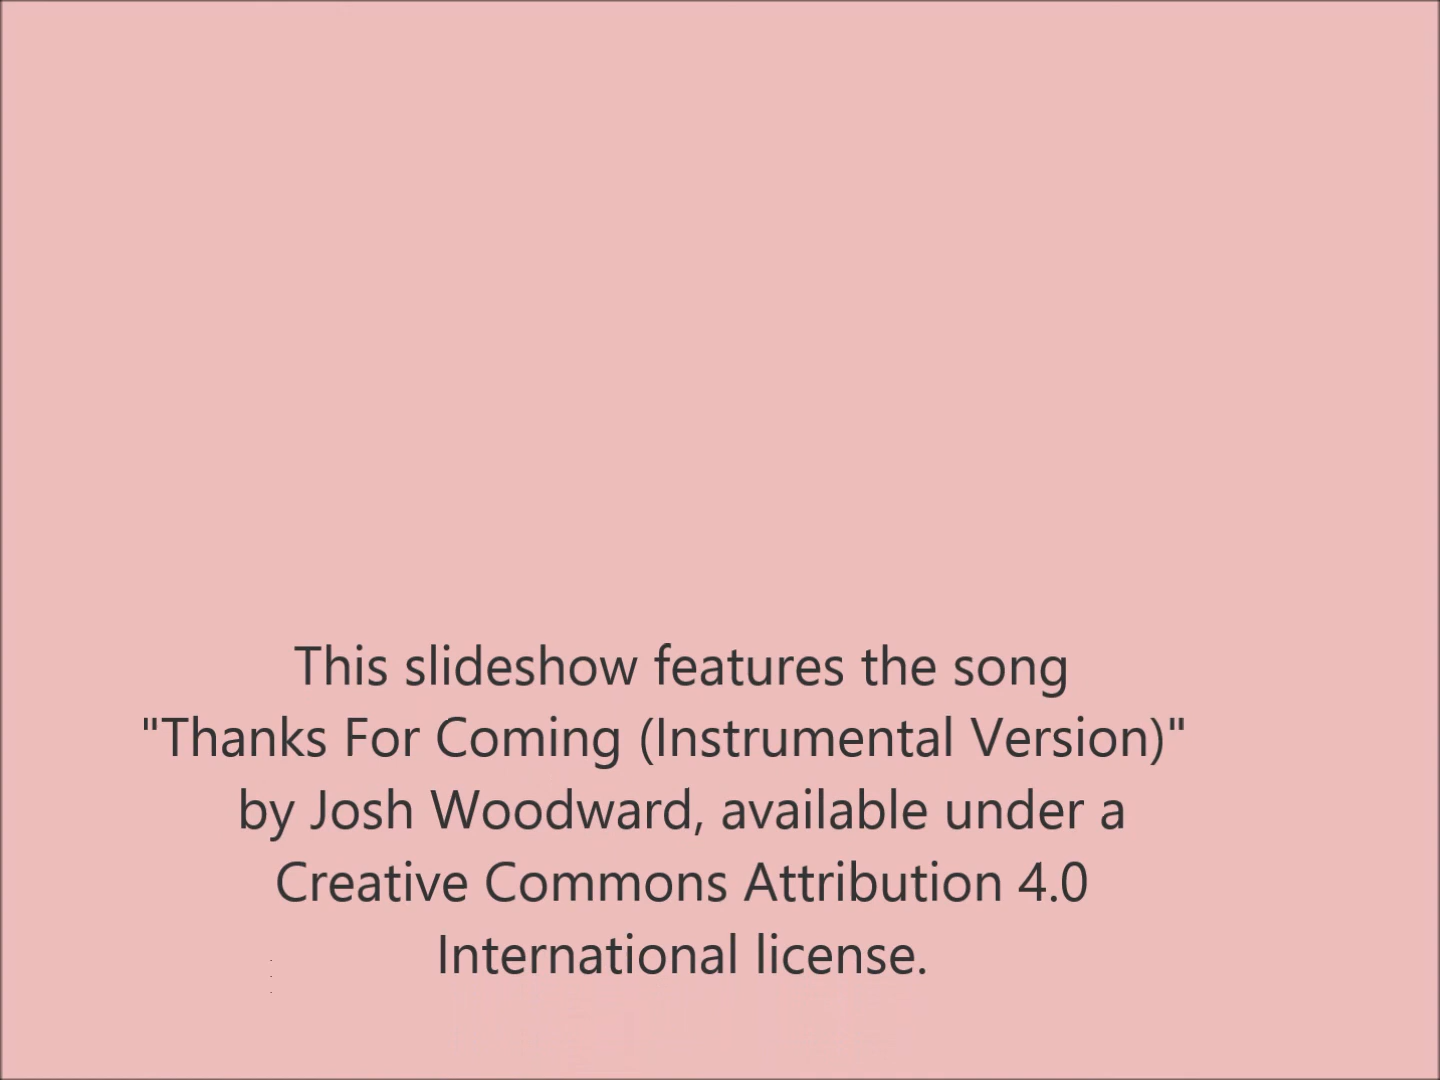 This slideshow features the song
"Thanks For Coming (Instrumental Version)"
by Josh Woodward, available under a
Creative Commons Attribution 4.0
International license.